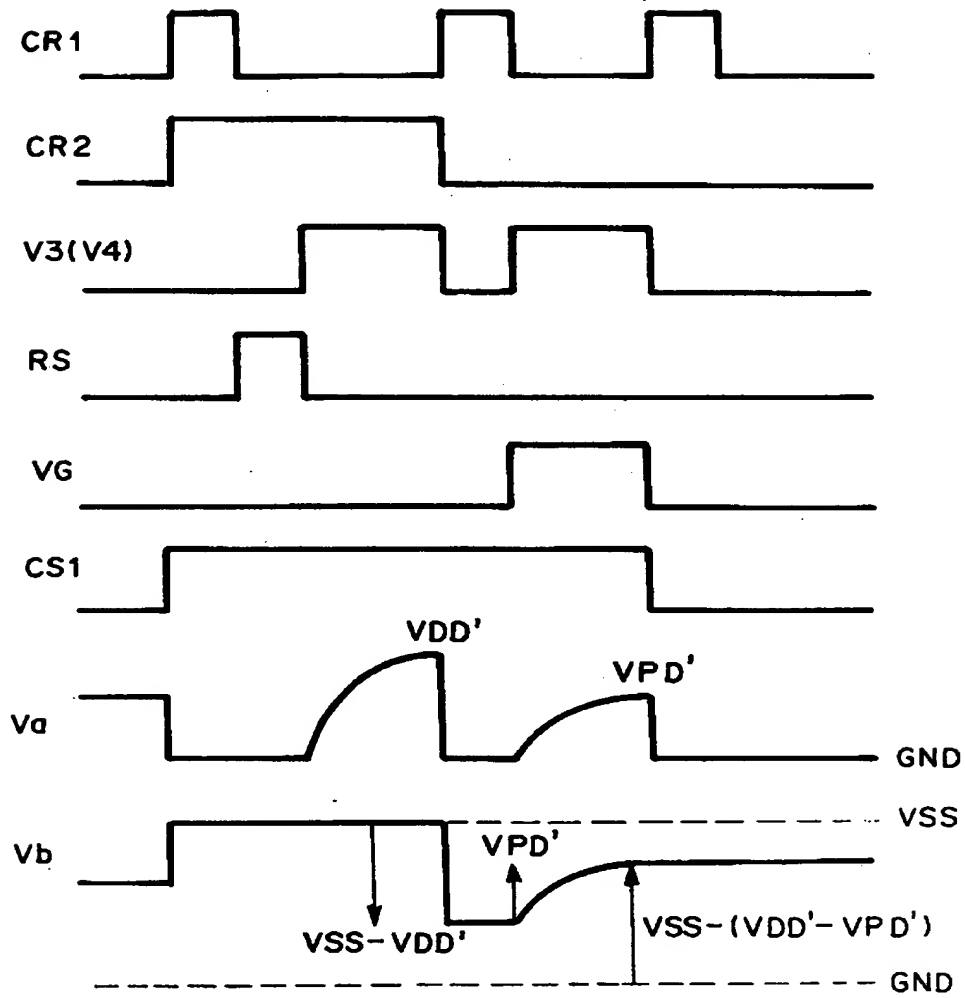 CR1
CR2
V3(V4)
RS
VG
CS1
VDD'
VPD'
Va
GND
VSS
Vb
VPD'
VSS-VDD'
VSS-(VDD'-VPD')
GND